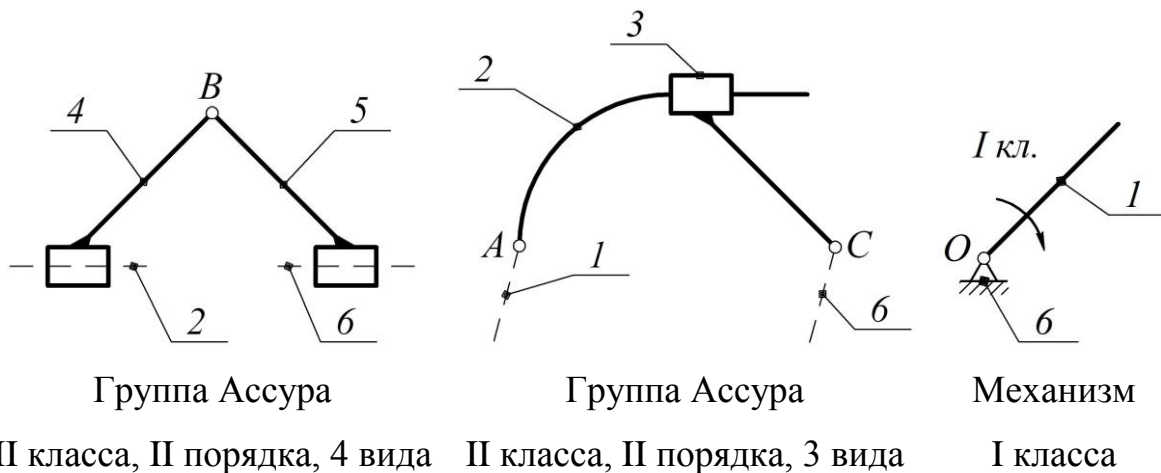 3
2
B
4
5
I кл.
1
A
C
O
1
2
6
6
6
Группа Ассура
Группа Ассура
Механизм
II класса, II порядка, 4 вида
II класса, II порядка, 3 вида
I класса